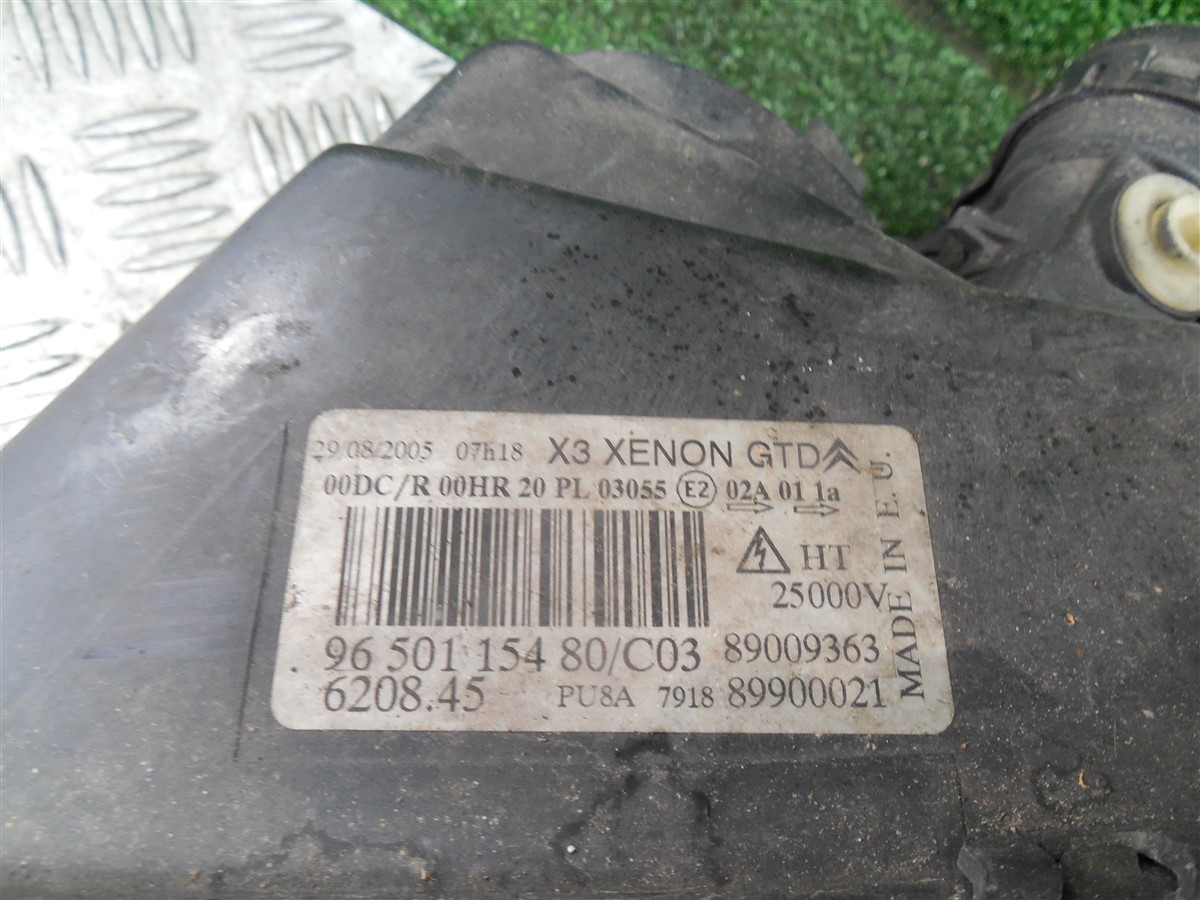 29/08/2005 07h18 X3 XENON GTD
00DC/R 00HR 20 PL 03055 E2 02A 01 1a
HT
25000V
96 501 154 80/C03 89009363
6208.45 PU8A 7918 89900021
MADE IN E. U.